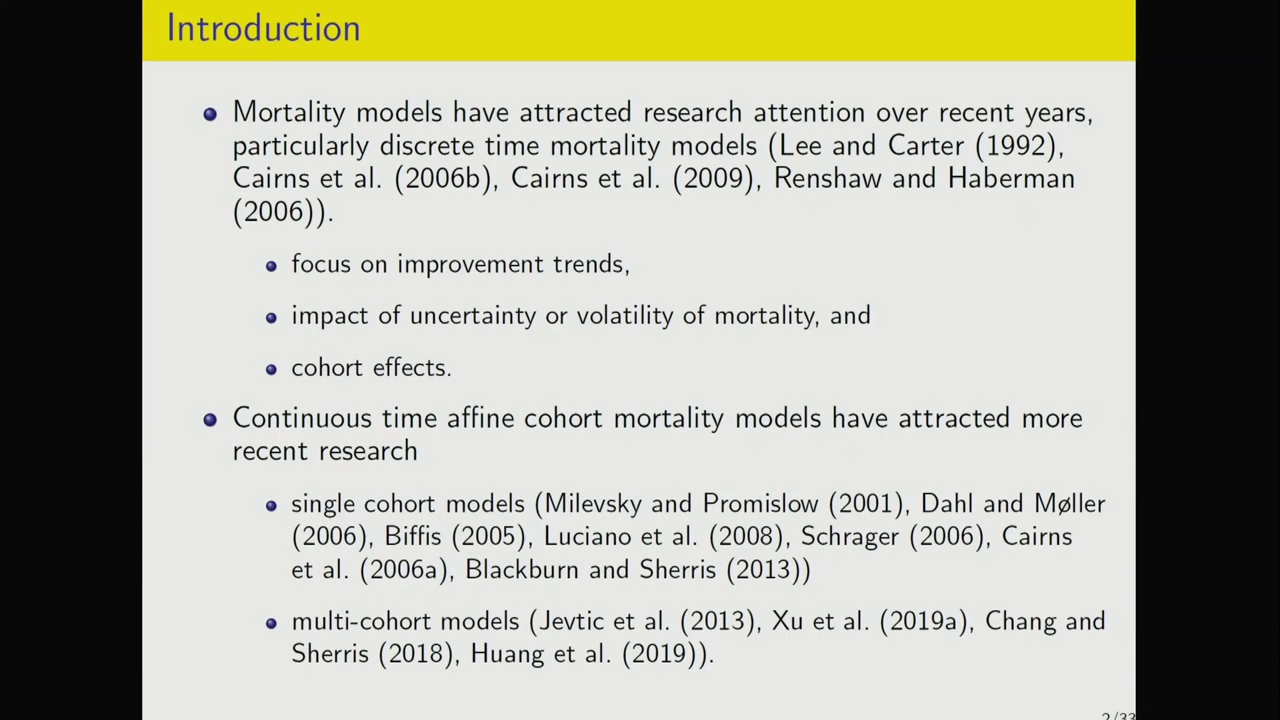 Introduction
Mortality models have attracted research attention over recent years,
particularly discrete time mortality models (Lee and Carter (1992),
Cairns et al. (2006b), Cairns et al. (2009), Renshaw and Haberman
(2006)).
focus on improvement trends,
impact of uncertainty or volatility of mortality, and
cohort effects.
Continuous time affine cohort mortality models have attracted more
recent research
single cohort models (Milevsky and Promislow (2001), Dahl and Møller
(2006), Biffis (2005), Luciano et al. (2008), Schrager (2006), Cairns
et al. (2006a), Blackburn and Sherris (2013))
multi-cohort models (Jevtic et al. (2013), Xu et al. (2019a), Chang and
Sherris (2018), Huang et al. (2019)).
2/33